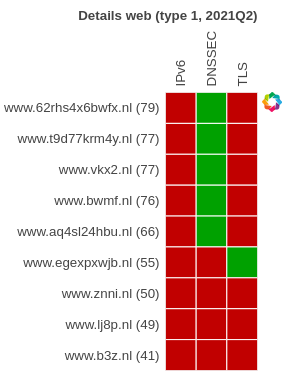 Details web (type 1, 2021Q2)
IPv6
DNSSEC
TLS
www.62rhs4x6bwfx.nl (79)
www.t9d77krm4y.nl (77)
www.vkx2.nl (77)
www.bwmf.nl (76)
www.aq4sl24hbu.nl (66)
www.egexpxwjb.nl (55)
www.znni.nl (50)
www.lj8p.nl (49)
www.b3z.nl (41)